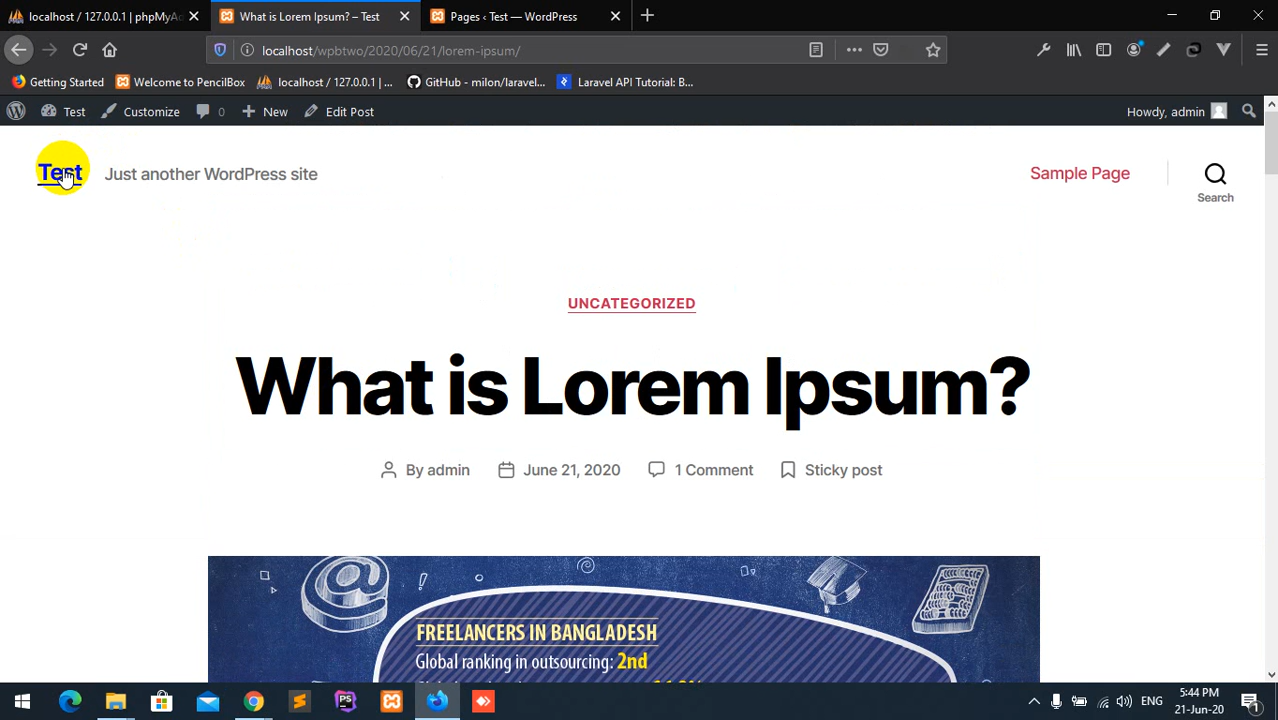 localhost / 127.0.0.1 | phpMyAd
What is Lorem Ipsum? – Test
Pages ‹ Test — WordPress
localhost/wpbtwo/2020/06/21/lorem-ipsum/
Getting Started
Welcome to PencilBox
localhost / 127.0.0.1 | ...
GitHub - milon/laravel...
Laravel API Tutorial: B...
Test
Customize
0
New
Edit Post
Howdy, admin
Test
Just another WordPress site
Sample Page
Search
UNCATEGORIZED
What is Lorem Ipsum?
By admin
June 21, 2020
1 Comment
Sticky post
FREELANCERS IN BANGLADESH
Global ranking in outsourcing: 2nd
ENG
5:44 PM
21-Jun-20